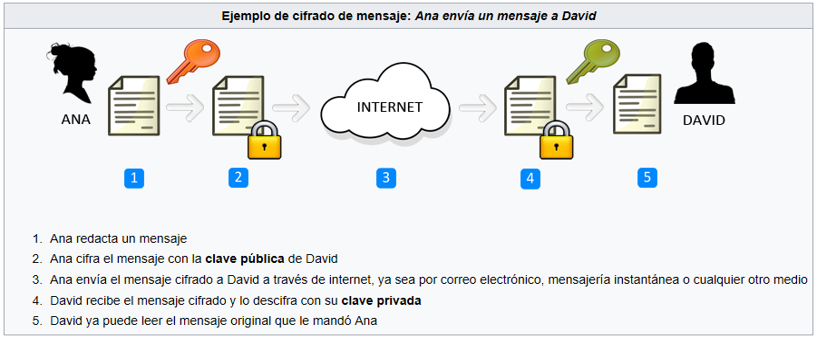 Ejemplo de cifrado de mensaje: Ana envía un mensaje a David
ANA
INTERNET
DAVID
1
2
3
4
5
1. Ana redacta un mensaje
2. Ana cifra el mensaje con la clave pública de David
3. Ana envía el mensaje cifrado a David a través de internet, ya sea por correo electrónico, mensajería instantánea o cualquier otro medio
4. David recibe el mensaje cifrado y lo descifra con su clave privada
5. David ya puede leer el mensaje original que le mandó Ana